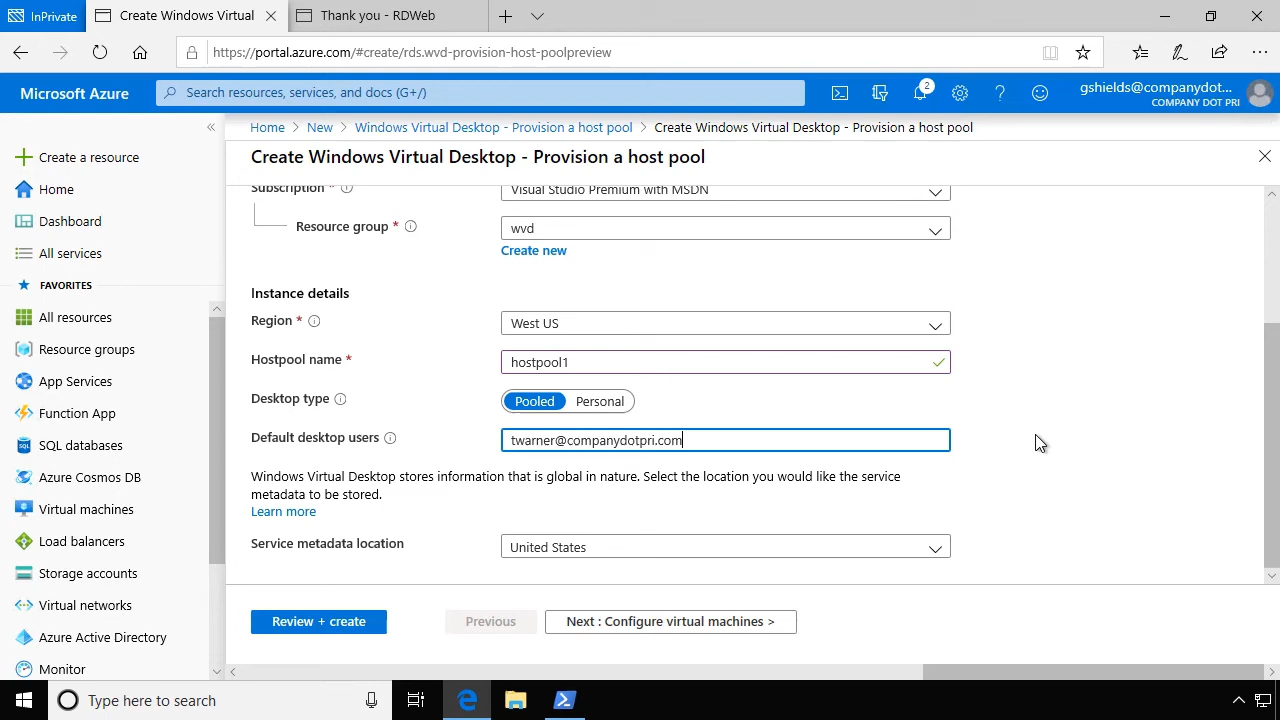 InPrivate
Create Windows Virtual
Thank you - RDWeb
https://portal.azure.com/#create/rds.wvd-provision-host-poolpreview
Microsoft Azure
Search resources, services, and docs (G+/)
2
gshields@companydot...
COMPANY DOT PRI
Home > New > Windows Virtual Desktop - Provision a host pool > Create Windows Virtual Desktop - Provision a host pool
Create Windows Virtual Desktop - Provision a host pool
Create a resource
Home
Dashboard
All services
FAVORITES
All resources
Resource groups
App Services
Function App
SQL databases
Azure Cosmos DB
Virtual machines
Load balancers
Storage accounts
Virtual networks
Azure Active Directory
Monitor
Subscription *
Visual Studio Premium with MSDN
Resource group *
wvd
Create new
Instance details
Region *
West US
Hostpool name *
hostpool1
Desktop type
Pooled Personal
Default desktop users
twarner@companydotpri.com
Windows Virtual Desktop stores information that is global in nature. Select the location you would like the service
metadata to be stored.
Learn more
Service metadata location
United States
Review + create
Previous
Next : Configure virtual machines >
Type here to search